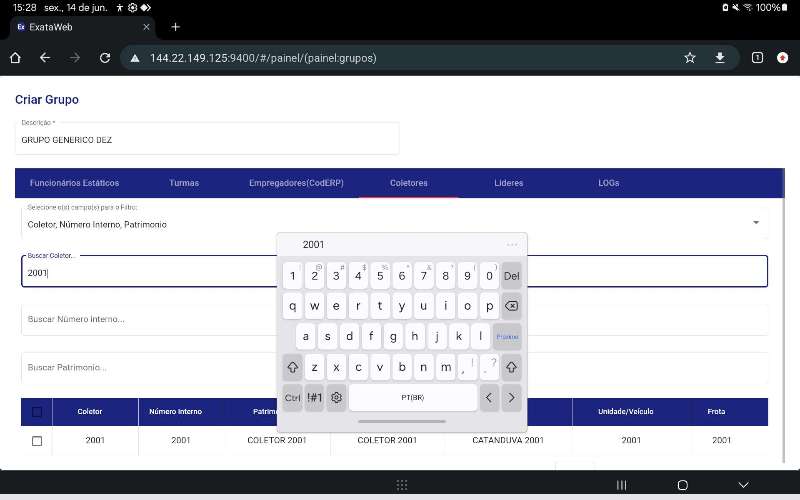 15:28 sex., 14 de jun. 100%
Ex ExataWeb
144.22.149.125:9400/#/painel/(painel:grupos)
1
Criar Grupo
Descrição *
GRUPO GENERICO DEZ
Funcionários Estáticos Turmas Empregadores(CodERP) Coletores Líderes LOGs
Selecione o(s) campo(s) para o Filtro:
Coletor, Número Interno, Patrimonio
Buscar Coletor...
2001
Buscar Número interno...
Buscar Patrimonio...
2001 ...
1 2 3 4 5 6 7 8 9 0 Del
q w e r t y u i o p
a s d f g h j k l Próximo
z x c v b n m , ! . ?
Ctrl !#1 PT(BR) < >
Coletor Número Interno Patrim Unidade/Veículo Frota
2001 2001 COLETOR 2001 COLETOR 2001 CATANDUVA 2001 2001 2001